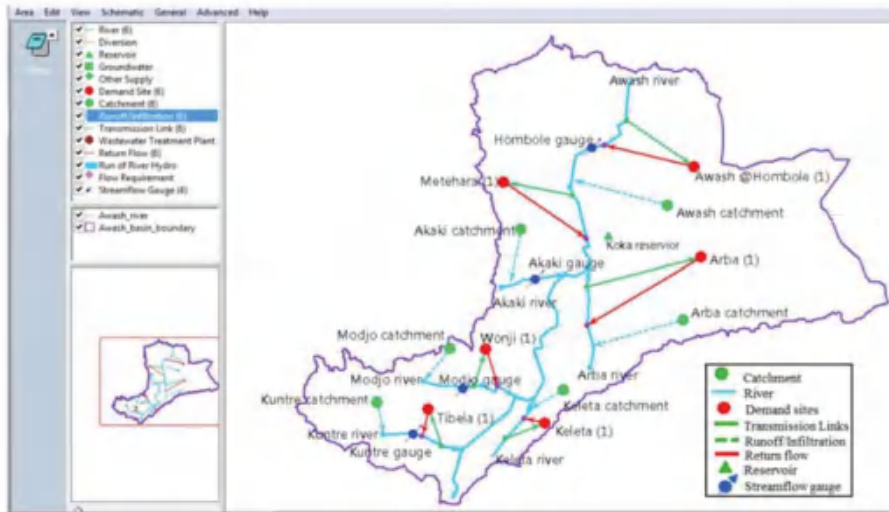 Area Edit View Schematic General Advanced Help
River (6)
Diversion
Reservoir
Groundwater
Other Supply
Demand Site (6)
Catchment (6)
Runoff/Infiltration (6)
Transmission Link (6)
Wastewater Treatment Plant
Return Flow (6)
Run of River Hydro
Flow Requirement
Streamflow Gauge (4)
Awash_river
Awash_basin_boundary
Awash river
Hombole gauge
Awash @Hombole (1)
Metehara (1)
Awash catchment
Akaki catchment
Koka reservior
Akaki gauge
Arba (1)
Akaki river
Arba catchment
Modjo catchment
Wonji (1)
Modjo river
Modjo gauge
Arba river
Kuntre catchment
Keleta catchment
Tibela (1)
Kuntre river
Keleta (1)
Kuntre gauge
Keleta river
Catchment
River
Demand sites
Transmission Links
Runoff/Infiltration
Return flow
Reservoir
Streamflow gauge